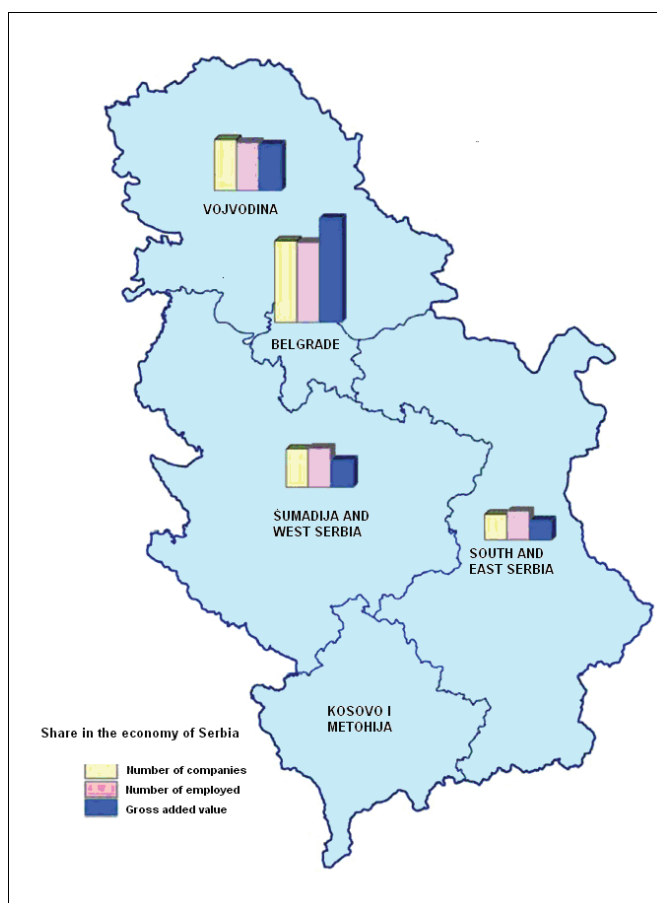 VOJVODINA
BELGRADE
ŠUMADIJA AND
WEST SERBIA
SOUTH AND
EAST SERBIA
KOSOVO I
METOHIJA
Share in the economy of Serbia
Number of companies
Number of employed
Gross added value